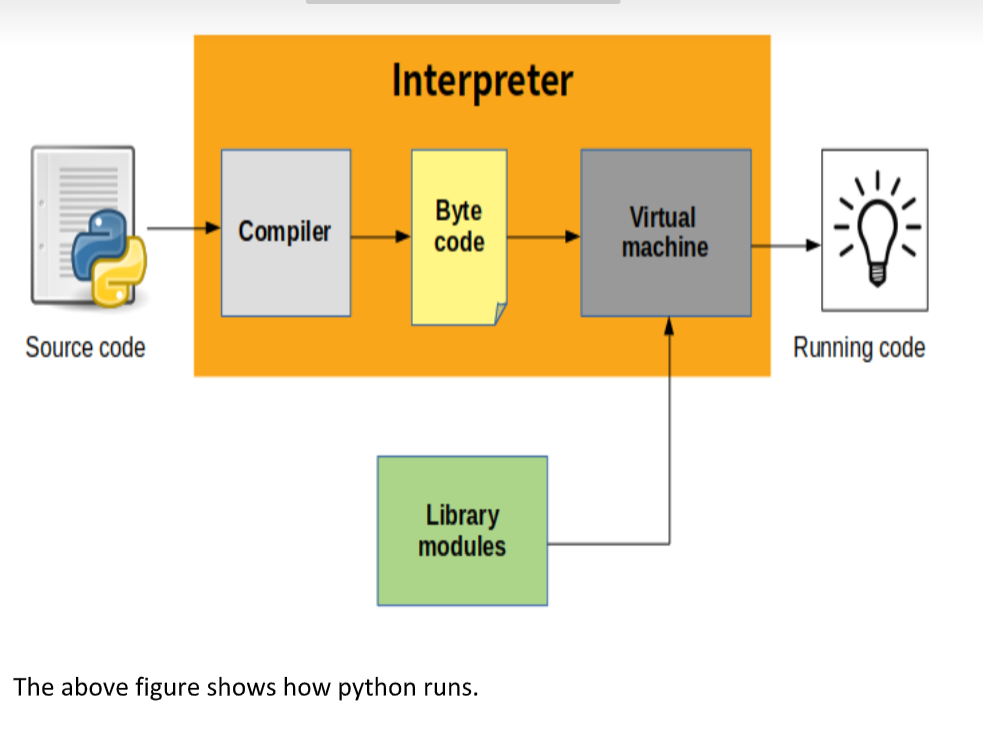 Interpreter
Compiler
Byte
code
Virtual
machine
Source code
Running code
Library
modules
The above figure shows how python runs.